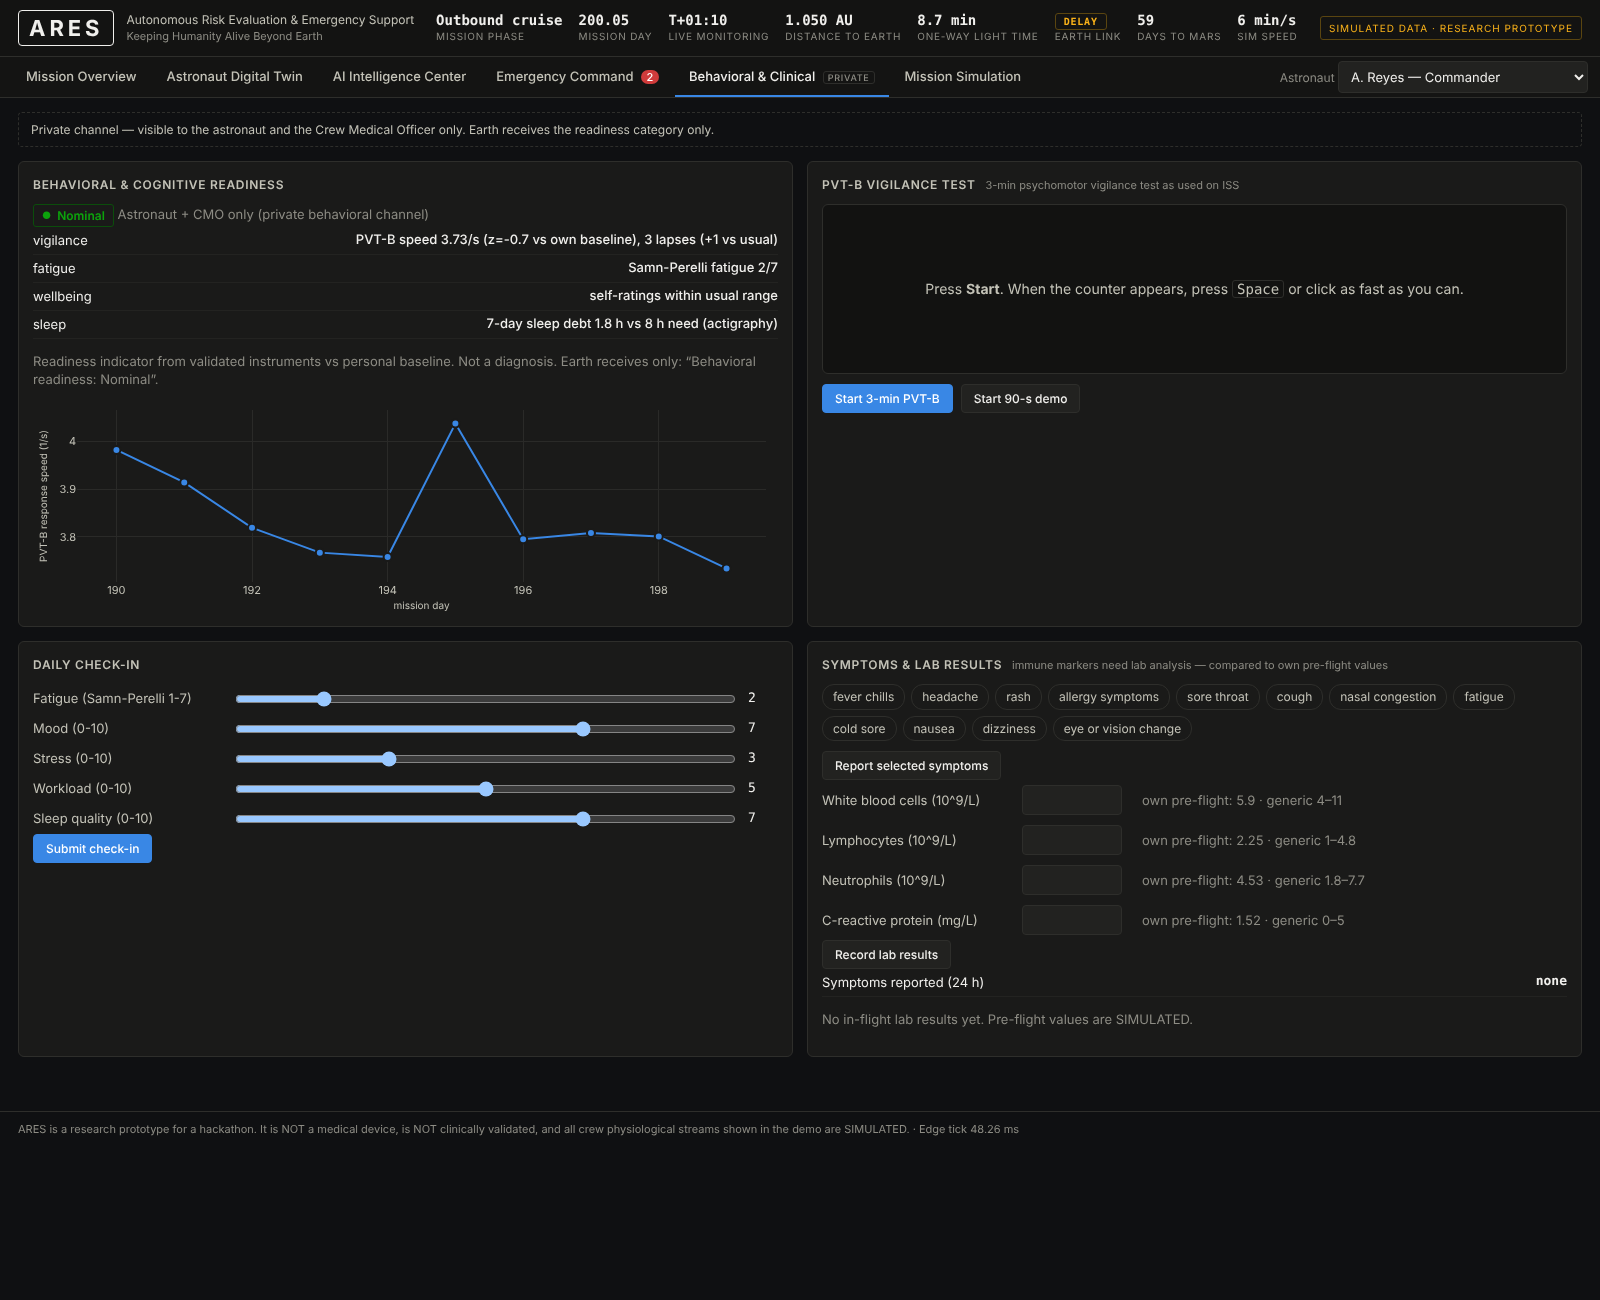 ARES
Autonomous Risk Evaluation & Emergency Support
Keeping Humanity Alive Beyond Earth
Outbound cruise
MISSION PHASE
200.05
MISSION DAY
T+01:10
LIVE MONITORING
1.050 AU
DISTANCE TO EARTH
8.7 min
ONE-WAY LIGHT TIME
DELAY
EARTH LINK
59
DAYS TO MARS
6 min/s
SIM SPEED
SIMULATED DATA · RESEARCH PROTOTYPE
Mission Overview
Astronaut Digital Twin
AI Intelligence Center
Emergency Command 2
Behavioral & Clinical PRIVATE
Mission Simulation
Astronaut A. Reyes — Commander
Private channel — visible to the astronaut and the Crew Medical Officer only. Earth receives the readiness category only.
BEHAVIORAL & COGNITIVE READINESS
Nominal Astronaut + CMO only (private behavioral channel)
vigilance PVT-B speed 3.73/s (z=-0.7 vs own baseline), 3 lapses (+1 vs usual)
fatigue Samn-Perelli fatigue 2/7
wellbeing self-ratings within usual range
sleep 7-day sleep debt 1.8 h vs 8 h need (actigraphy)
Readiness indicator from validated instruments vs personal baseline. Not a diagnosis. Earth receives only: “Behavioral
readiness: Nominal”.
PVT-B response speed (1/s)
4
3.9
3.8
190 192 194 196 198
mission day
PVT-B VIGILANCE TEST 3-min psychomotor vigilance test as used on ISS
Press Start. When the counter appears, press Space or click as fast as you can.
Start 3-min PVT-B
Start 90-s demo
DAILY CHECK-IN
Fatigue (Samn-Perelli 1-7) 2
Mood (0-10) 7
Stress (0-10) 3
Workload (0-10) 5
Sleep quality (0-10) 7
Submit check-in
SYMPTOMS & LAB RESULTS immune markers need lab analysis — compared to own pre-flight values
fever chills headache rash allergy symptoms sore throat cough nasal congestion fatigue
cold sore nausea dizziness eye or vision change
Report selected symptoms
White blood cells (10^9/L) own pre-flight: 5.9 · generic 4–11
Lymphocytes (10^9/L) own pre-flight: 2.25 · generic 1–4.8
Neutrophils (10^9/L) own pre-flight: 4.53 · generic 1.8–7.7
C-reactive protein (mg/L) own pre-flight: 1.52 · generic 0–5
Record lab results
Symptoms reported (24 h) none
No in-flight lab results yet. Pre-flight values are SIMULATED.
ARES is a research prototype for a hackathon. It is NOT a medical device, is NOT clinically validated, and all crew physiological streams shown in the demo are SIMULATED. · Edge tick 48.26 ms